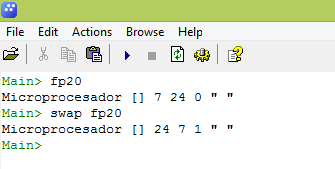 File Edit Actions Browse Help
Main> fp20
Microprocesador [] 7 24 0 " "
Main> swap fp20
Microprocesador [] 24 7 1 " "
Main>